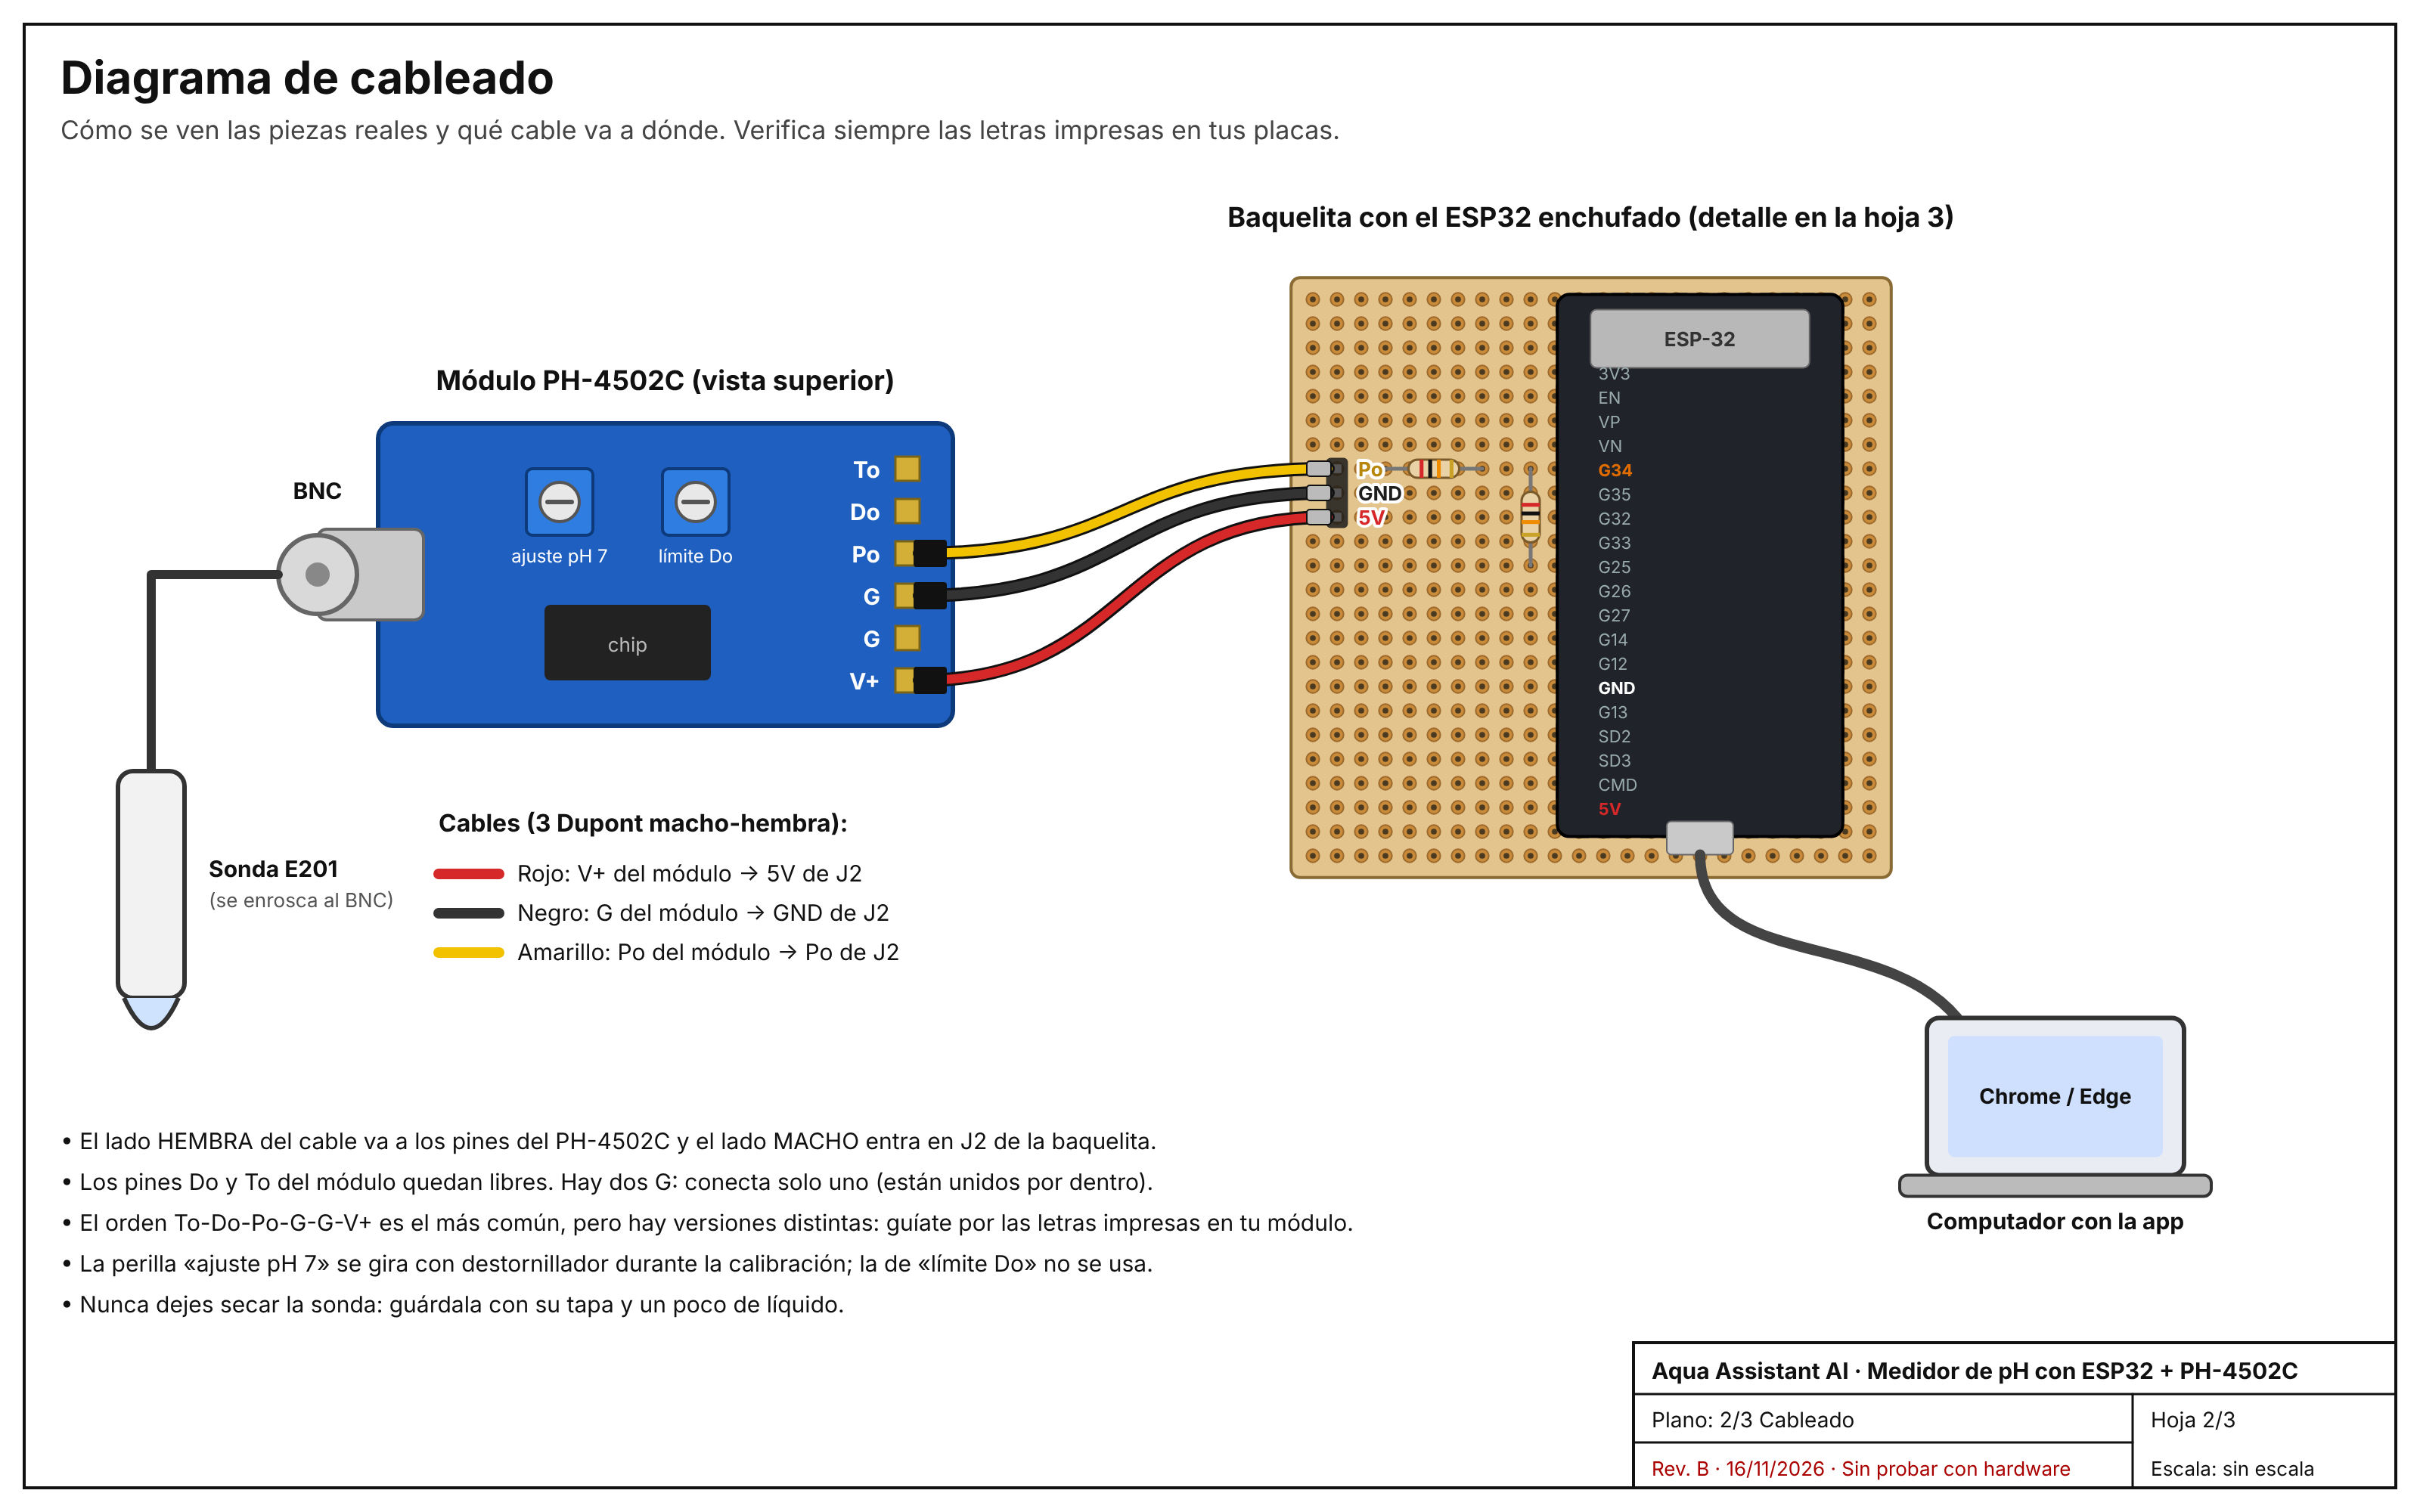 Diagrama de cableado
Cómo se ven las piezas reales y qué cable va a dónde. Verifica siempre las letras impresas en tus placas.
Baquelita con el ESP32 enchufado (detalle en la hoja 3)
Módulo PH-4502C (vista superior)
BNC
ajuste pH 7
límite Do
chip
To
Do
Po
G
G
V+
Po
GND
5V
ESP-32
3V3
EN
VP
VN
G34
G35
G32
G33
G25
G26
G27
G14
G12
GND
G13
SD2
SD3
CMD
5V
Sonda E201
(se enrosca al BNC)
Cables (3 Dupont macho-hembra):
Rojo: V+ del módulo → 5V de J2
Negro: G del módulo → GND de J2
Amarillo: Po del módulo → Po de J2
Chrome / Edge
Computador con la app
• El lado HEMBRA del cable va a los pines del PH-4502C y el lado MACHO entra en J2 de la baquelita.
• Los pines Do y To del módulo quedan libres. Hay dos G: conecta solo uno (están unidos por dentro).
• El orden To-Do-Po-G-G-V+ es el más común, pero hay versiones distintas: guíate por las letras impresas en tu módulo.
• La perilla «ajuste pH 7» se gira con destornillador durante la calibración; la de «límite Do» no se usa.
• Nunca dejes secar la sonda: guárdala con su tapa y un poco de líquido.
Aqua Assistant AI · Medidor de pH con ESP32 + PH-4502C
Plano: 2/3 Cableado
Hoja 2/3
Rev. B · 16/11/2026 · Sin probar con hardware
Escala: sin escala